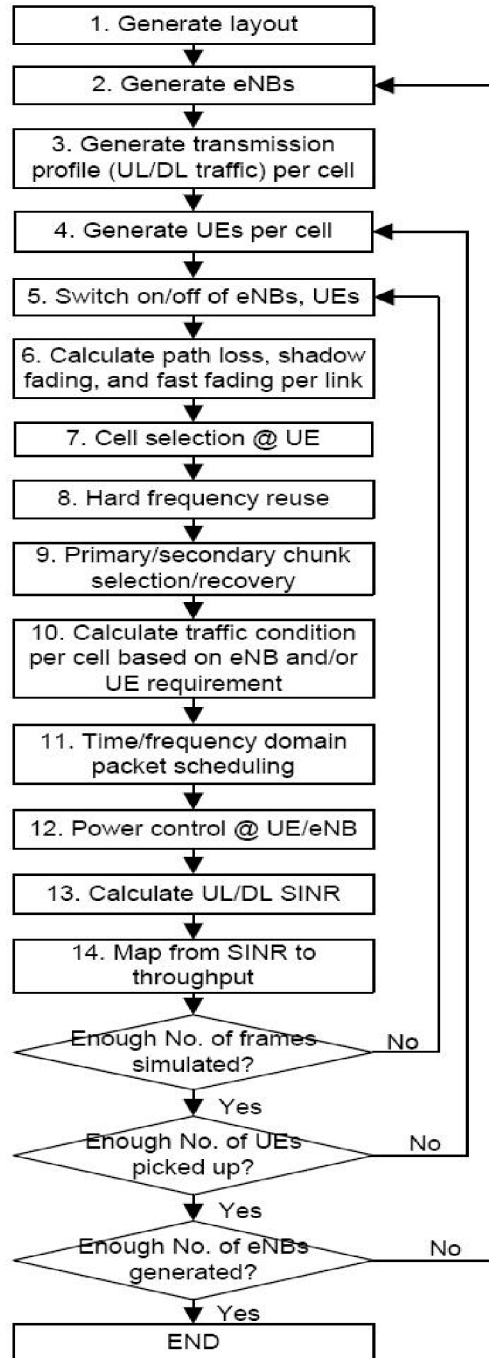 1. Generate layout
2. Generate eNBs
3. Generate transmission
profile (UL/DL traffic) per cell
4. Generate UEs per cell
5. Switch on/off of eNBs, UEs
6. Calculate path loss, shadow
fading, and fast fading per link
7. Cell selection @ UE
8. Hard frequency reuse
9. Primary/secondary chunk
selection/recovery
10. Calculate traffic condition
per cell based on eNB and/or
UE requirement
11. Time/frequency domain
packet scheduling
12. Power control @ UE/eNB
13. Calculate UL/DL SINR
14. Map from SINR to
throughput
Enough No. of frames
simulated?
No
Yes
Enough No. of UEs
picked up?
No
Yes
Enough No. of eNBs
generated?
No
Yes
END